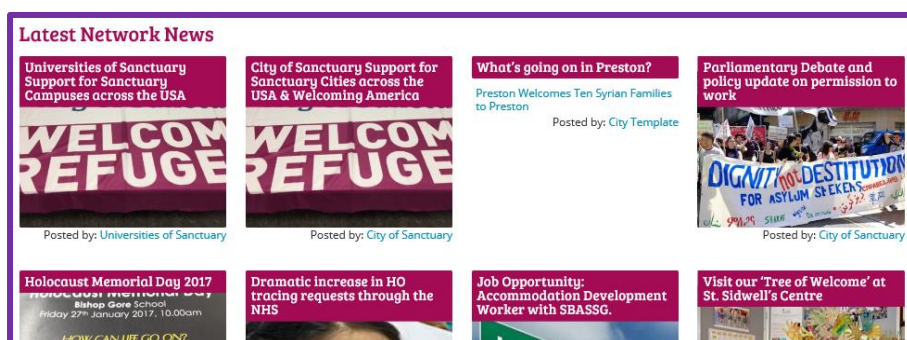 Latest Network News
Universities of Sanctuary
Support for Sanctuary
Campuses across the USA
WELCOM
REFUGE
Posted by: Universities of Sanctuary
City of Sanctuary Support for
Sanctuary Cities across the
USA & Welcoming America
WELCOM
REFUGE
Posted by: City of Sanctuary
What's going on in Preston?
Preston Welcomes Ten Syrian Families
to Preston
Posted by: City Template
Parliamentary Debate and
policy update on permission to
work
DIGNITY not DESTITUTION
FOR ASYLUM SEEKERS
Posted by: City of Sanctuary
Holocaust Memorial Day 2017
Holocaust Memorial Day
Bishop Gore School
Friday 27th January 2017, 10.00am
HOW CAN LIFE GO ON?
Dramatic increase in HO
tracing requests through the
NHS
Job Opportunity:
Accommodation Development
Worker with SBASSG.
Visit our 'Tree of Welcome' at
St. Sidwell's Centre